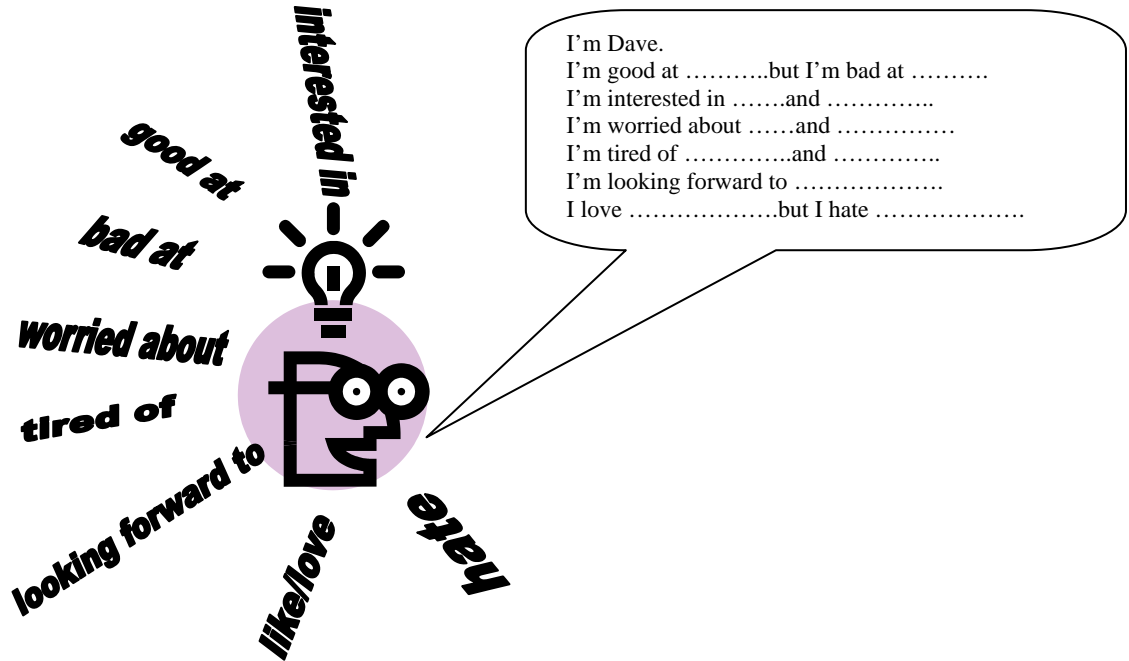 interested in
good at
bad at
worried about
tired of
looking forward to
like/love
hate
I’m Dave.
I’m good at ………..but I’m bad at ……….
I’m interested in …….and …………..
I’m worried about ……and ……………
I’m tired of …………..and …………..
I’m looking forward to ………………….
I love ………………….but I hate ………………….